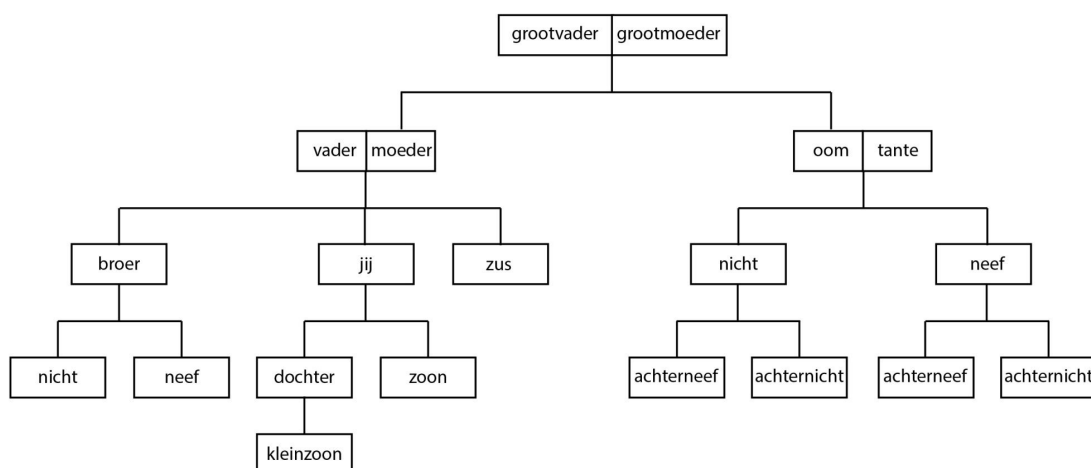 grootvader grootmoeder
vader moeder
oom tante
broer
jij
zus
nicht
neef
nicht
neef
dochter
zoon
achterneef
achternicht
achterneef
achternicht
kleinzoon